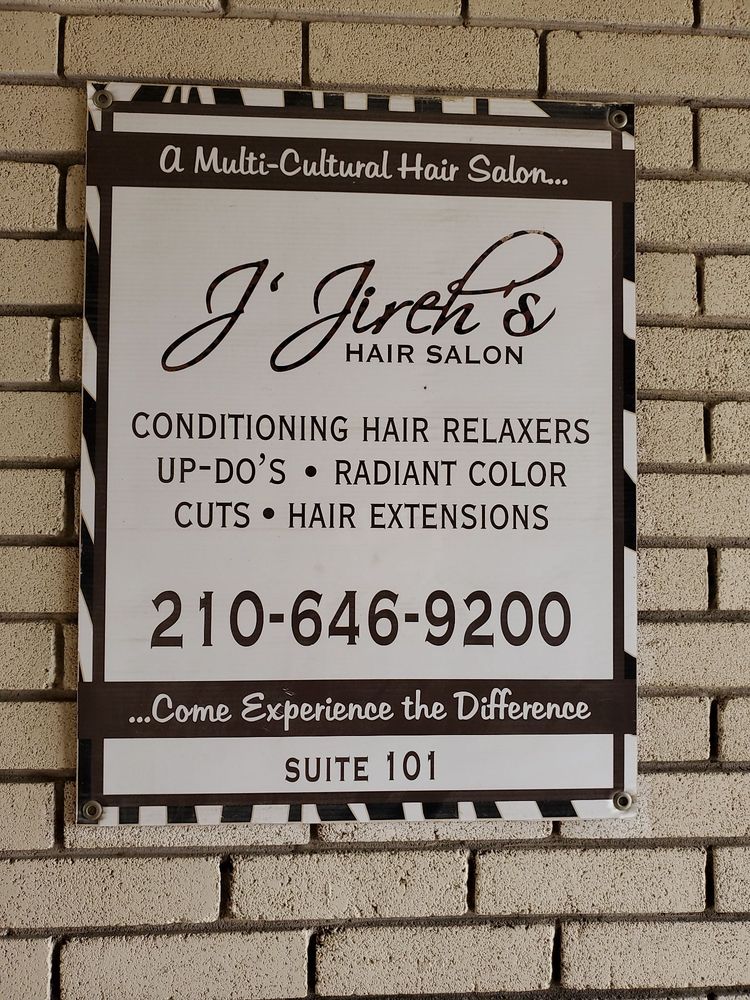 A Multi-Cultural Hair Salon...
J' Jireh's
HAIR SALON
CONDITIONING HAIR RELAXERS
UP-DO'S • RADIANT COLOR
CUTS • HAIR EXTENSIONS
210-646-9200
...Come Experience the Difference
SUITE 101